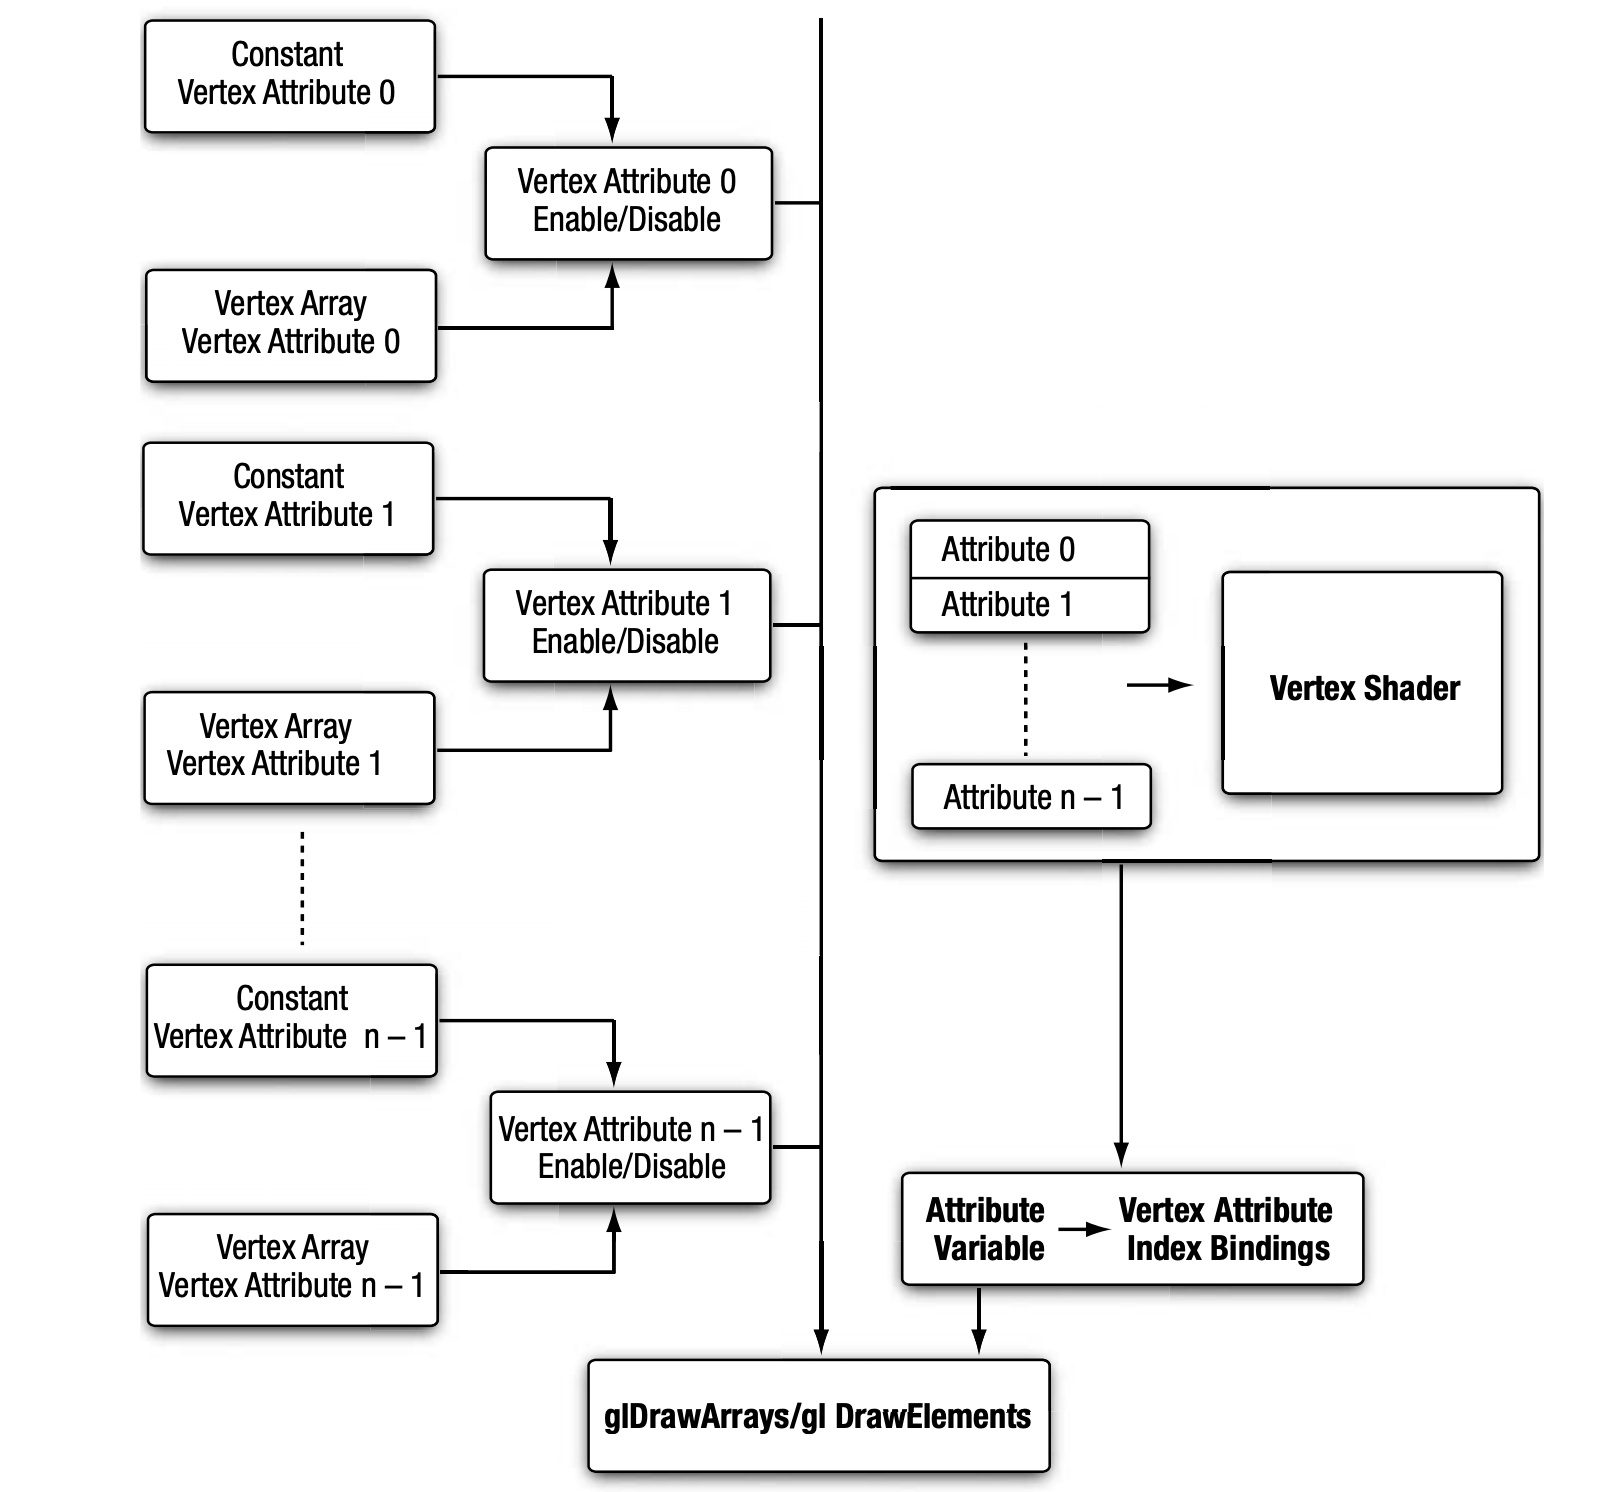 Constant
Vertex Attribute 0
Vertex Attribute 0
Enable/Disable
Vertex Array
Vertex Attribute 0
Constant
Vertex Attribute 1
Vertex Attribute 1
Enable/Disable
Vertex Array
Vertex Attribute 1
Constant
Vertex Attribute n – 1
Vertex Attribute n – 1
Enable/Disable
Vertex Array
Vertex Attribute n – 1
Attribute 0
Attribute 1
Attribute n – 1
Vertex Shader
Attribute
Variable
Vertex Attribute
Index Bindings
glDrawArrays/gl DrawElements